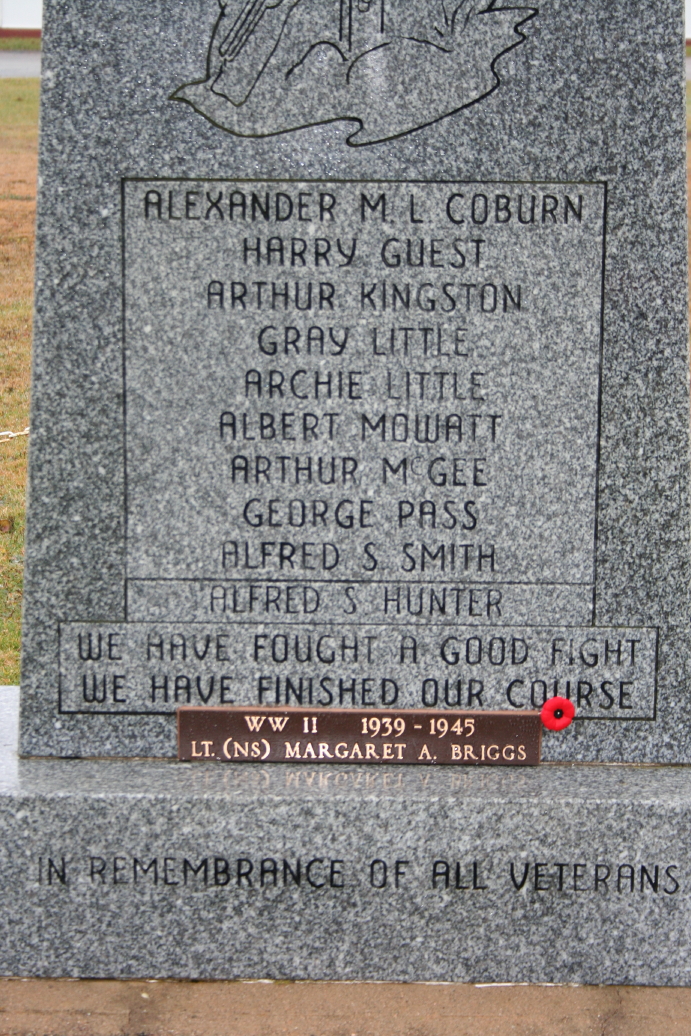 ALEXANDER M. L. COBURN
HARRY GUEST
ARTHUR KINGSTON
GRAY LITTLE
ARCHIE LITTLE
ALBERT MOWATT
ARTHUR McGEE
GEORGE PASS
ALFRED S. SMITH
ALFRED S HUNTER
WE HAVE FOUGHT A GOOD FIGHT
WE HAVE FINISHED OUR COURSE
WW II 1939 - 1945
LT. (NS) MARGARET A. BRIGGS
IN REMEMBRANCE OF ALL VETERANS